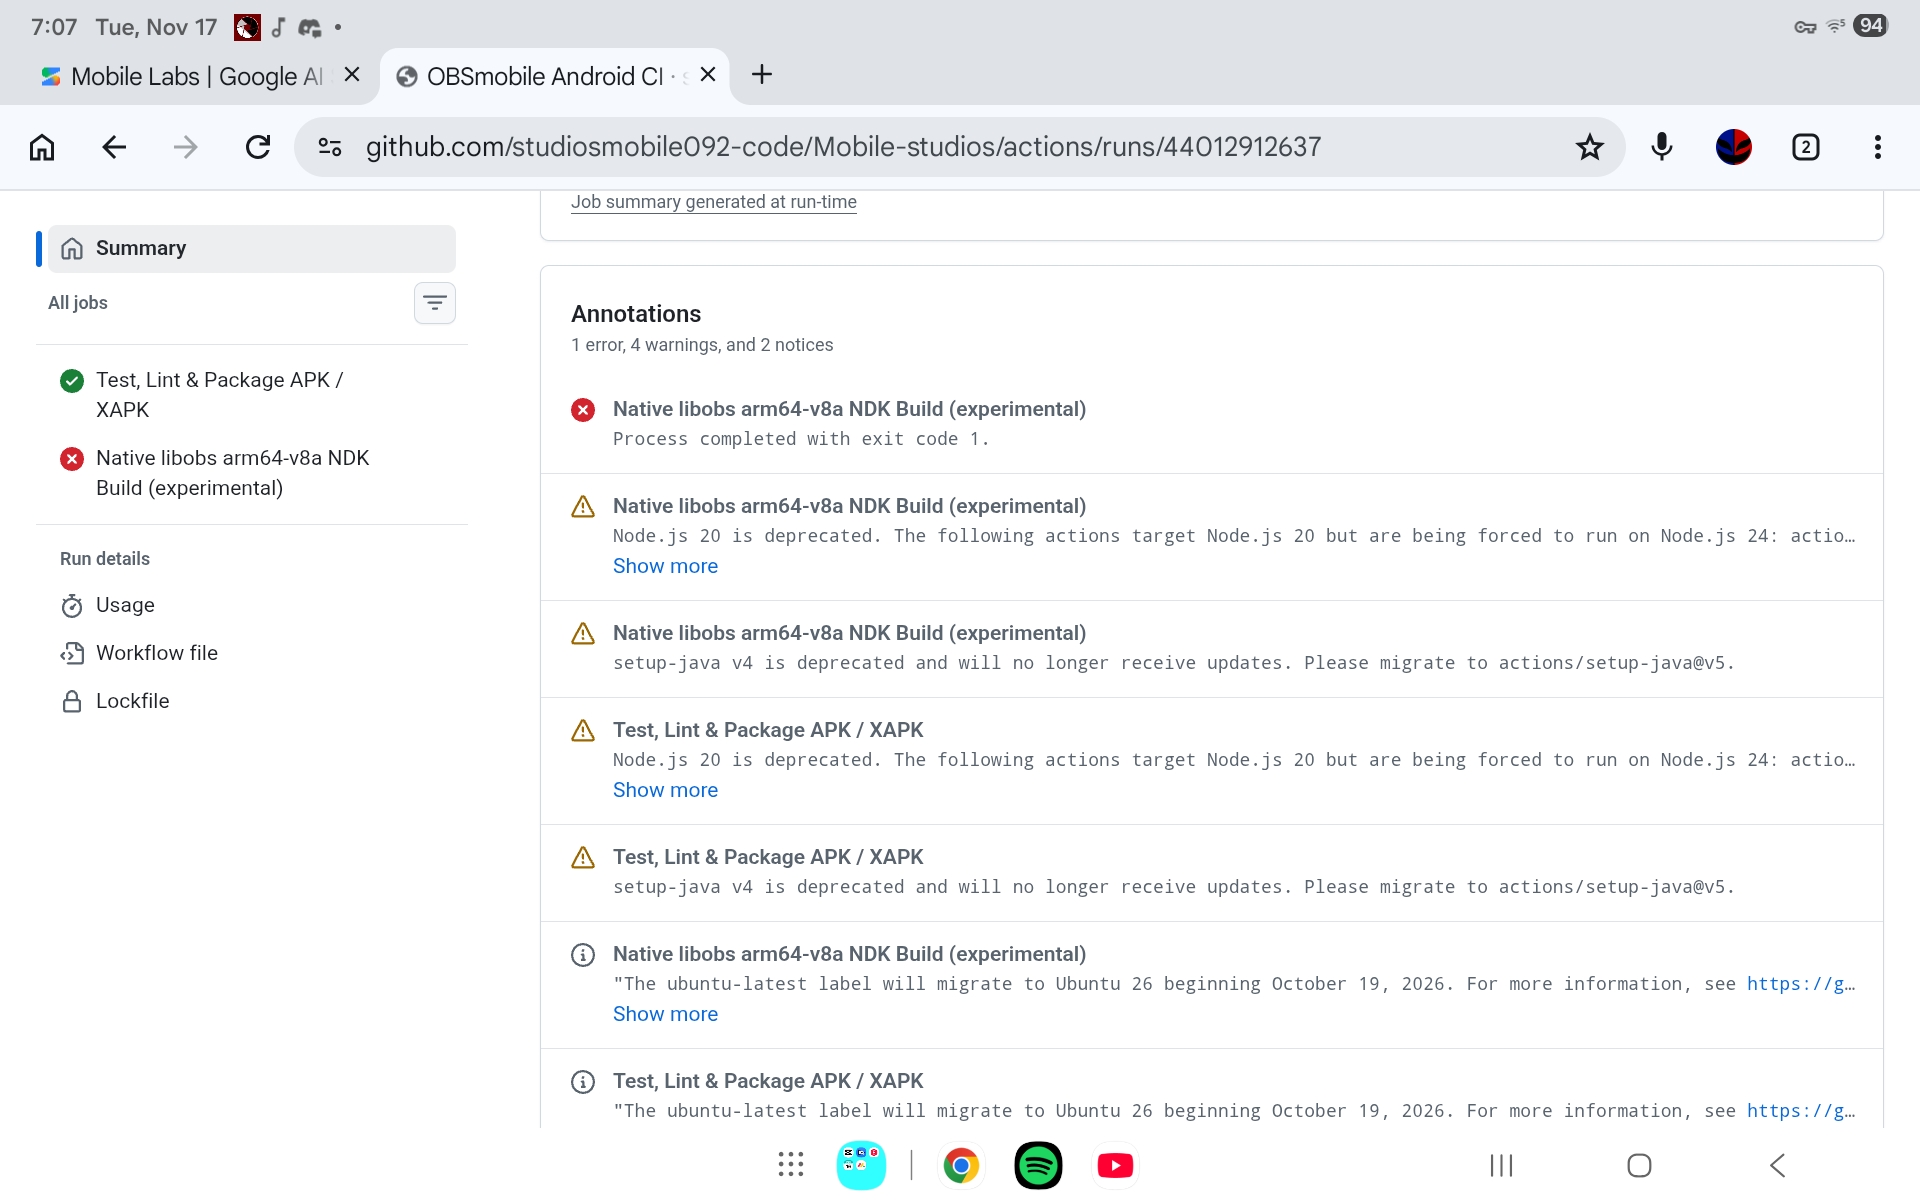 7:07 Tue, Nov 17
94
Mobile Labs | Google AI
OBSmobile Android CI ·
github.com/studiosmobile092-code/Mobile-studios/actions/runs/44012912637
2
Job summary generated at run-time
Summary
All jobs
Test, Lint & Package APK /
XAPK
Native libobs arm64-v8a NDK
Build (experimental)
Run details
Usage
Workflow file
Lockfile
Annotations
1 error, 4 warnings, and 2 notices
Native libobs arm64-v8a NDK Build (experimental)
Process completed with exit code 1.
Native libobs arm64-v8a NDK Build (experimental)
Node.js 20 is deprecated. The following actions target Node.js 20 but are being forced to run on Node.js 24: actio…
Show more
Native libobs arm64-v8a NDK Build (experimental)
setup-java v4 is deprecated and will no longer receive updates. Please migrate to actions/setup-java@v5.
Test, Lint & Package APK / XAPK
Node.js 20 is deprecated. The following actions target Node.js 20 but are being forced to run on Node.js 24: actio…
Show more
Test, Lint & Package APK / XAPK
setup-java v4 is deprecated and will no longer receive updates. Please migrate to actions/setup-java@v5.
Native libobs arm64-v8a NDK Build (experimental)
"The ubuntu-latest label will migrate to Ubuntu 26 beginning October 19, 2026. For more information, see https://g…
Show more
Test, Lint & Package APK / XAPK
"The ubuntu-latest label will migrate to Ubuntu 26 beginning October 19, 2026. For more information, see https://g…